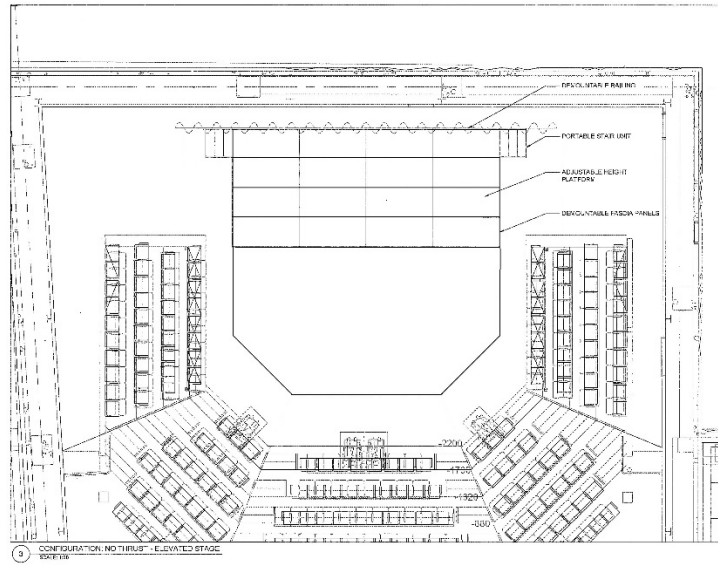 DEMOUNTABLE RAILING
PORTABLE STAIR UNIT
ADJUSTABLE HEIGHT
PLATFORM
DEMOUNTABLE FASCIA PANELS
-2200
-1760
-1320
-880
3
CONFIGURATION: NO THRUST - ELEVATED STAGE